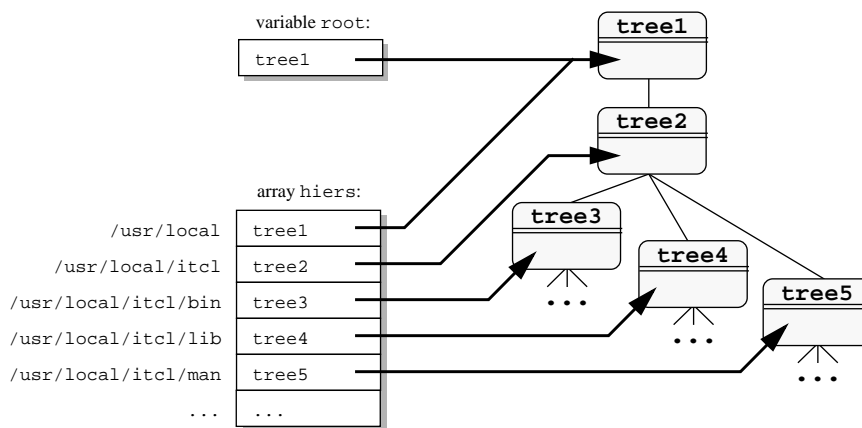 variable root:
tree1
tree1
tree2
array hiers:
/usr/local tree1
/usr/local/itcl tree2
/usr/local/itcl/bin tree3
/usr/local/itcl/lib tree4
/usr/local/itcl/man tree5
... ...
tree3
...
tree4
...
tree5
...